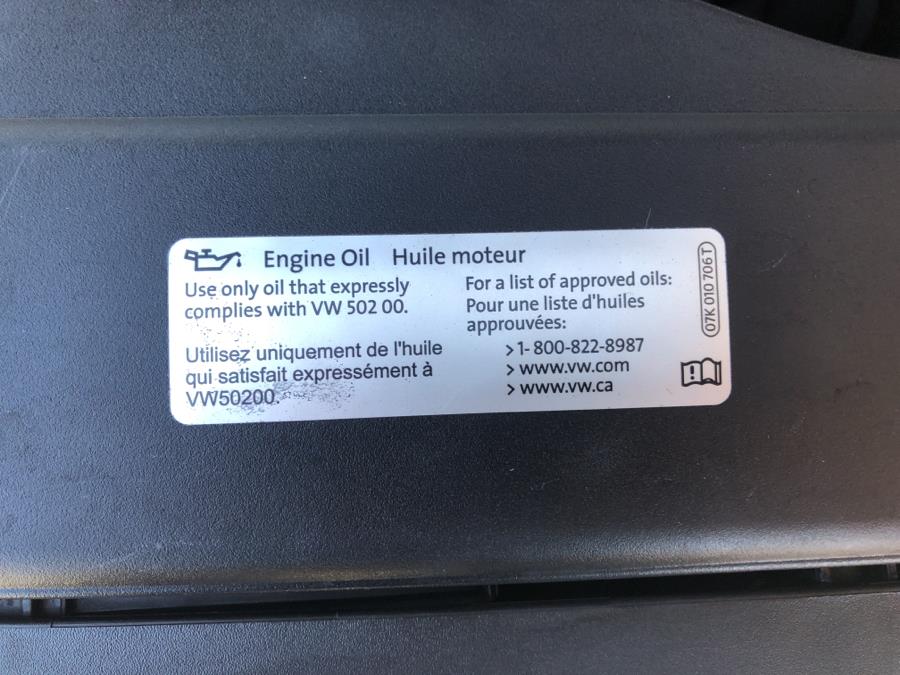 Engine Oil Huile moteur
Use only oil that expressly
complies with VW 502 00.
Utilisez uniquement de l'huile
qui satisfait expressément à
VW50200.
For a list of approved oils:
Pour une liste d'huiles
approuvées:
>1-800-822-8987
>www.vw.com
>www.vw.ca
07K 010 706 T